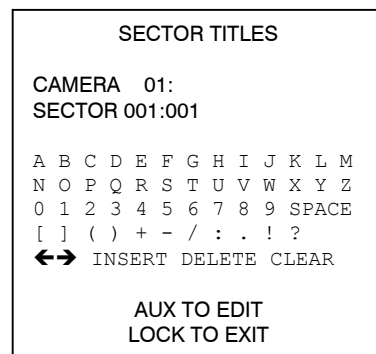 SECTOR TITLES
CAMERA 01:
SECTOR 001:001
A B C D E F G H I J K L M
N O P Q R S T U V W X Y Z
0 1 2 3 4 5 6 7 8 9 SPACE
[ ] ( ) + - / : . ! ?
←→ INSERT DELETE CLEAR
AUX TO EDIT
LOCK TO EXIT